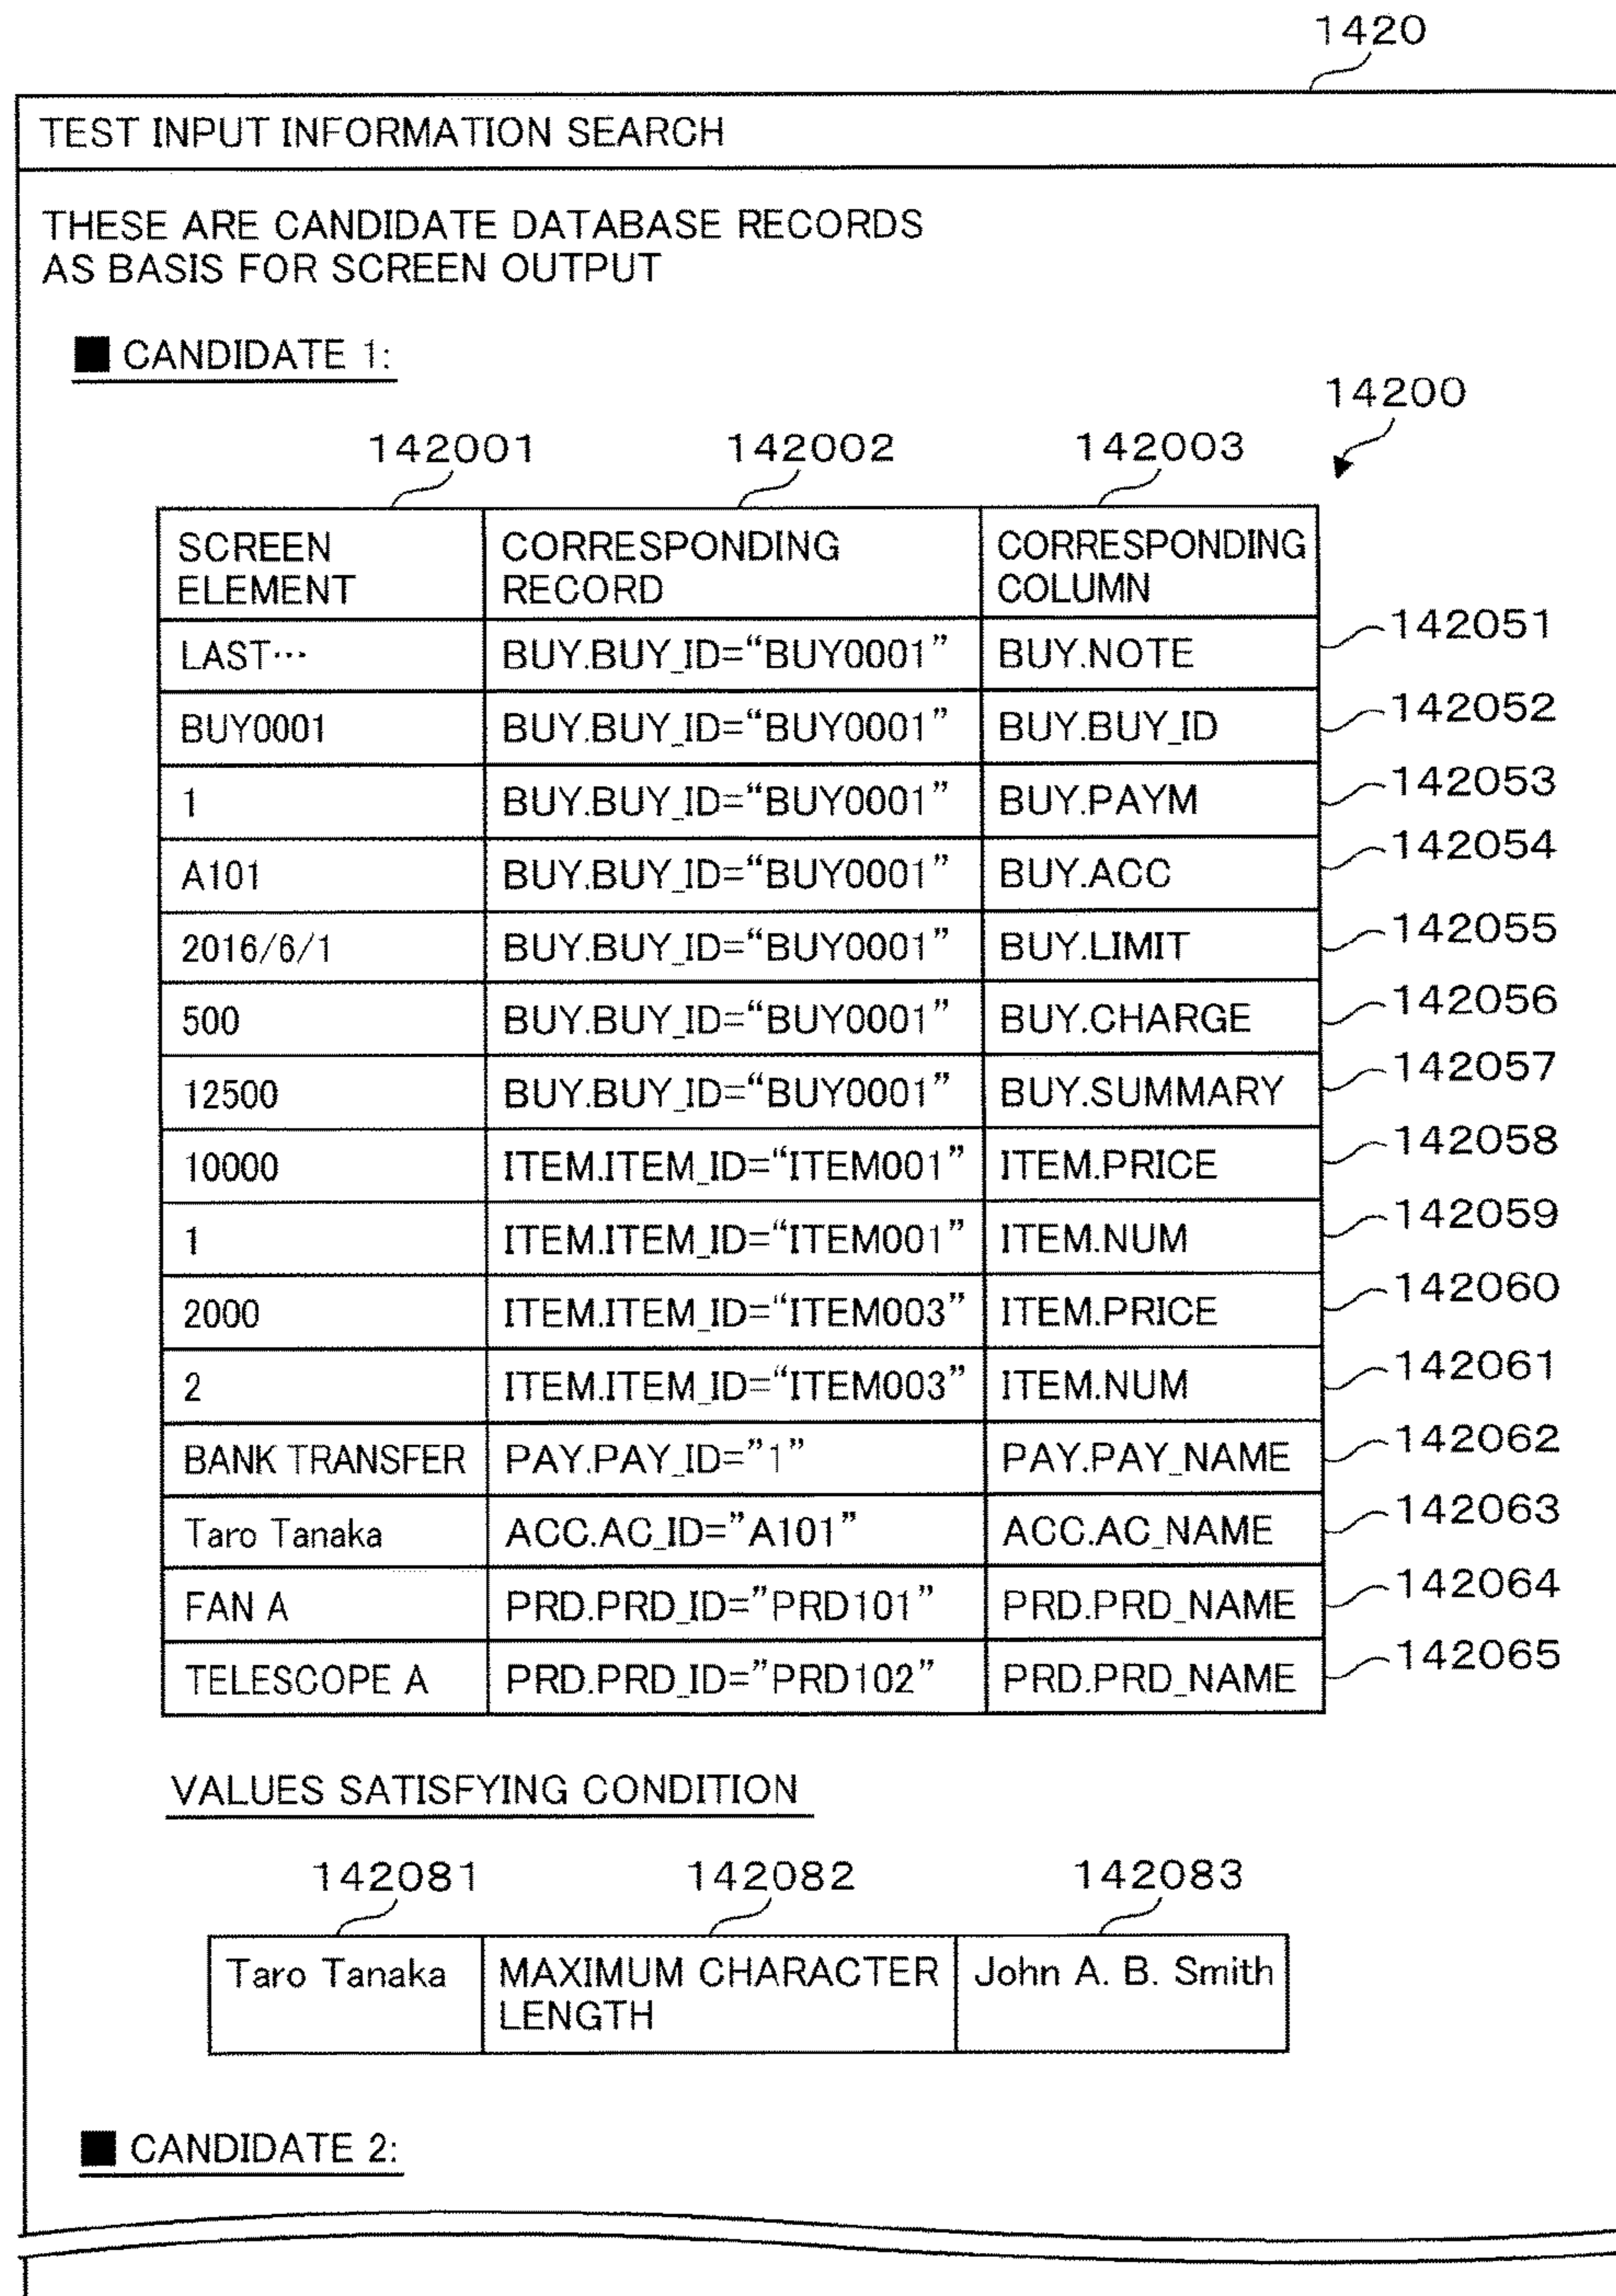 1420
TEST INPUT INFORMATION SEARCH
THESE ARE CANDIDATE DATABASE RECORDS
AS BASIS FOR SCREEN OUTPUT
■ CANDIDATE 1:
14200
142001 142002 142003
SCREEN ELEMENT CORRESPONDING RECORD CORRESPONDING COLUMN
LAST… BUY.BUY_ID=“BUY0001” BUY.NOTE 142051
BUY0001 BUY.BUY_ID=“BUY0001” BUY.BUY_ID 142052
1 BUY.BUY_ID=“BUY0001” BUY.PAYM 142053
A101 BUY.BUY_ID=“BUY0001” BUY.ACC 142054
2016/6/1 BUY.BUY_ID=“BUY0001” BUY.LIMIT 142055
500 BUY.BUY_ID=“BUY0001” BUY.CHARGE 142056
12500 BUY.BUY_ID=“BUY0001” BUY.SUMMARY 142057
10000 ITEM.ITEM_ID=“ITEM001” ITEM.PRICE 142058
1 ITEM.ITEM_ID=“ITEM001” ITEM.NUM 142059
2000 ITEM.ITEM_ID=“ITEM003” ITEM.PRICE 142060
2 ITEM.ITEM_ID=“ITEM003” ITEM.NUM 142061
BANK TRANSFER PAY.PAY_ID=”1” PAY.PAY_NAME 142062
Taro Tanaka ACC.AC_ID=”A101” ACC.AC_NAME 142063
FAN A PRD.PRD_ID=”PRD101” PRD.PRD_NAME 142064
TELESCOPE A PRD.PRD_ID=”PRD102” PRD.PRD_NAME 142065
VALUES SATISFYING CONDITION
142081 142082 142083
Taro Tanaka MAXIMUM CHARACTER LENGTH John A. B. Smith
■ CANDIDATE 2: